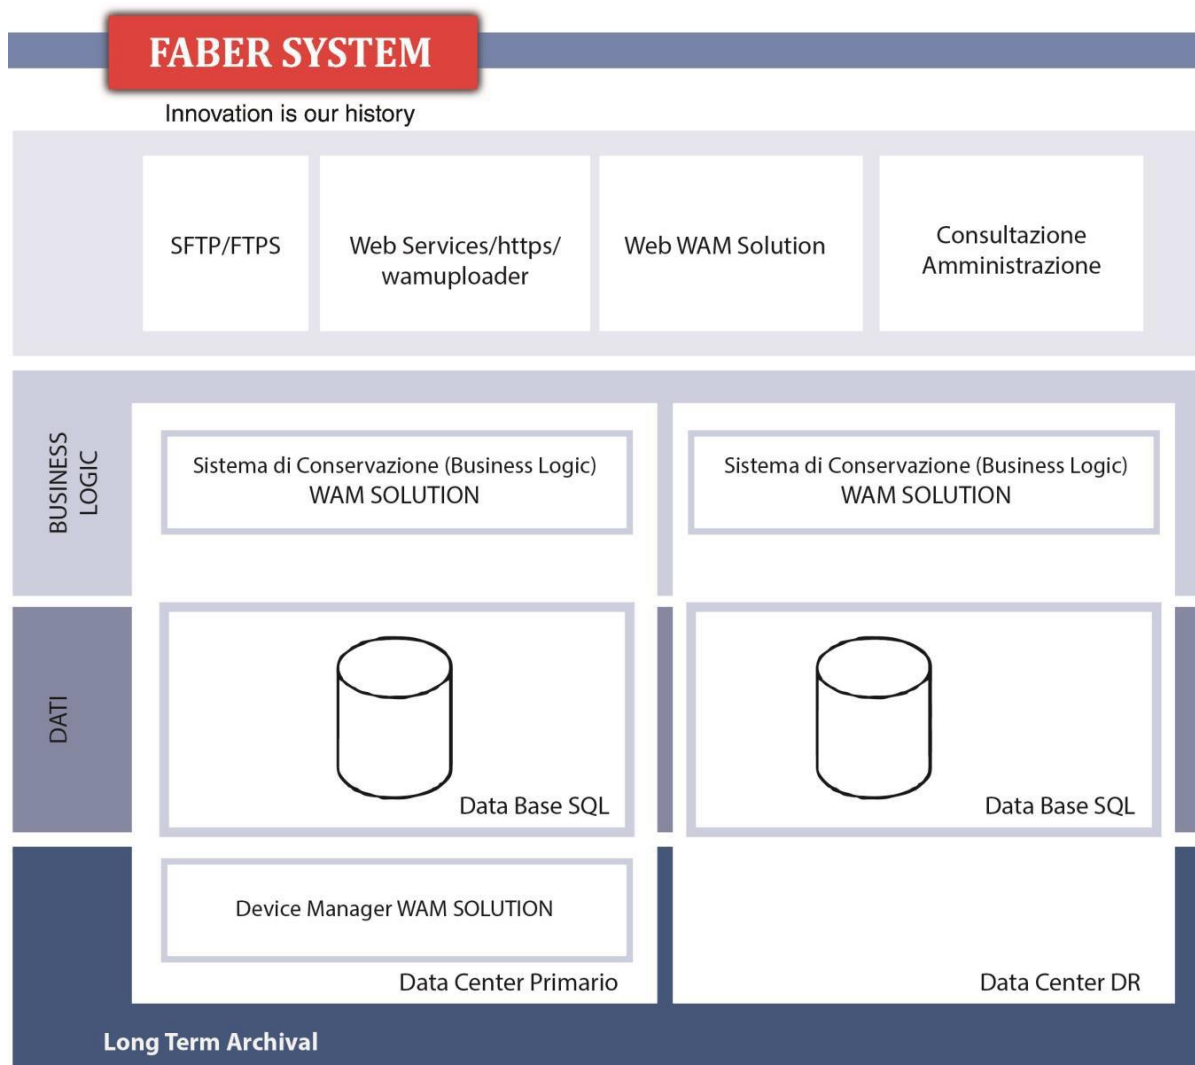 FABER SYSTEM
Innovation is our history
SFTP/FTPS
Web Services/https/
wamuploader
Web WAM Solution
Consultazione
Amministrazione
BUSINESS
LOGIC
Sistema di Conservazione (Business Logic)
WAM SOLUTION
Sistema di Conservazione (Business Logic)
WAM SOLUTION
DATI
Data Base SQL
Data Base SQL
Device Manager WAM SOLUTION
Data Center Primario
Data Center DR
Long Term Archival